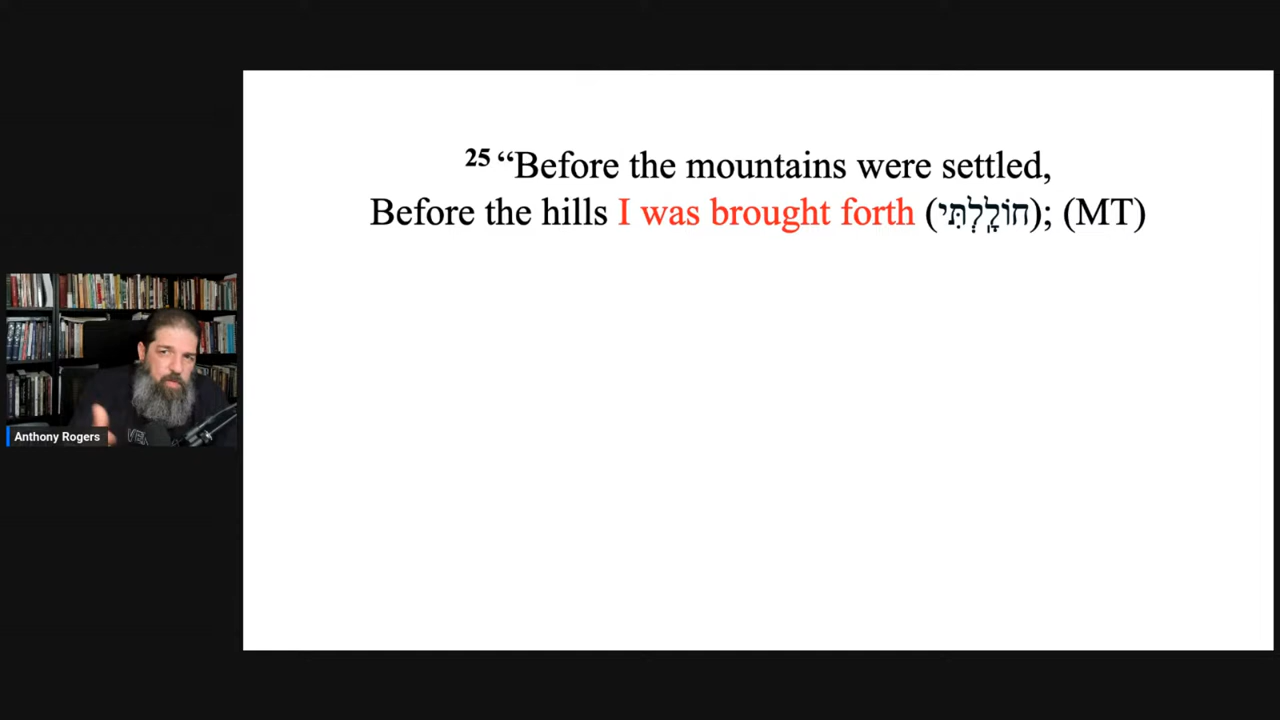 25 “Before the mountains were settled,
Before the hills I was brought forth (חוֹלָֽלְתִּי); (MT)
Anthony Rogers